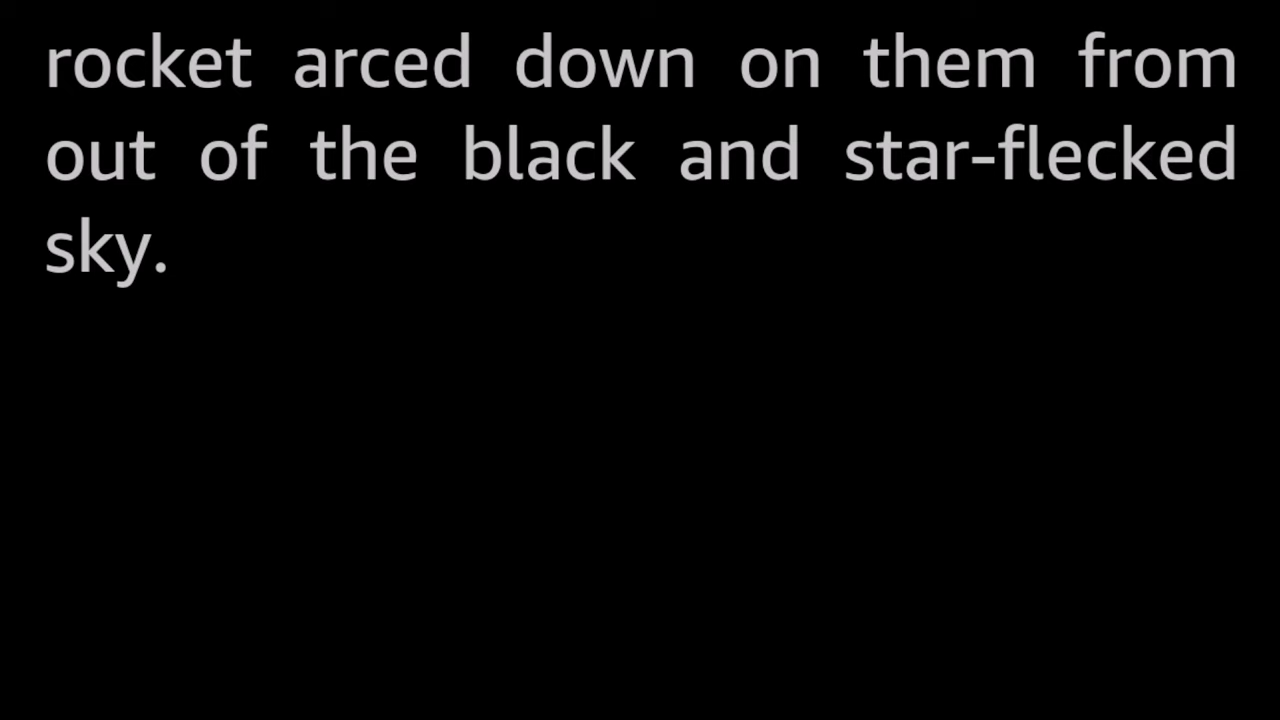 rocket arced down on them from
out of the black and star-flecked
sky.